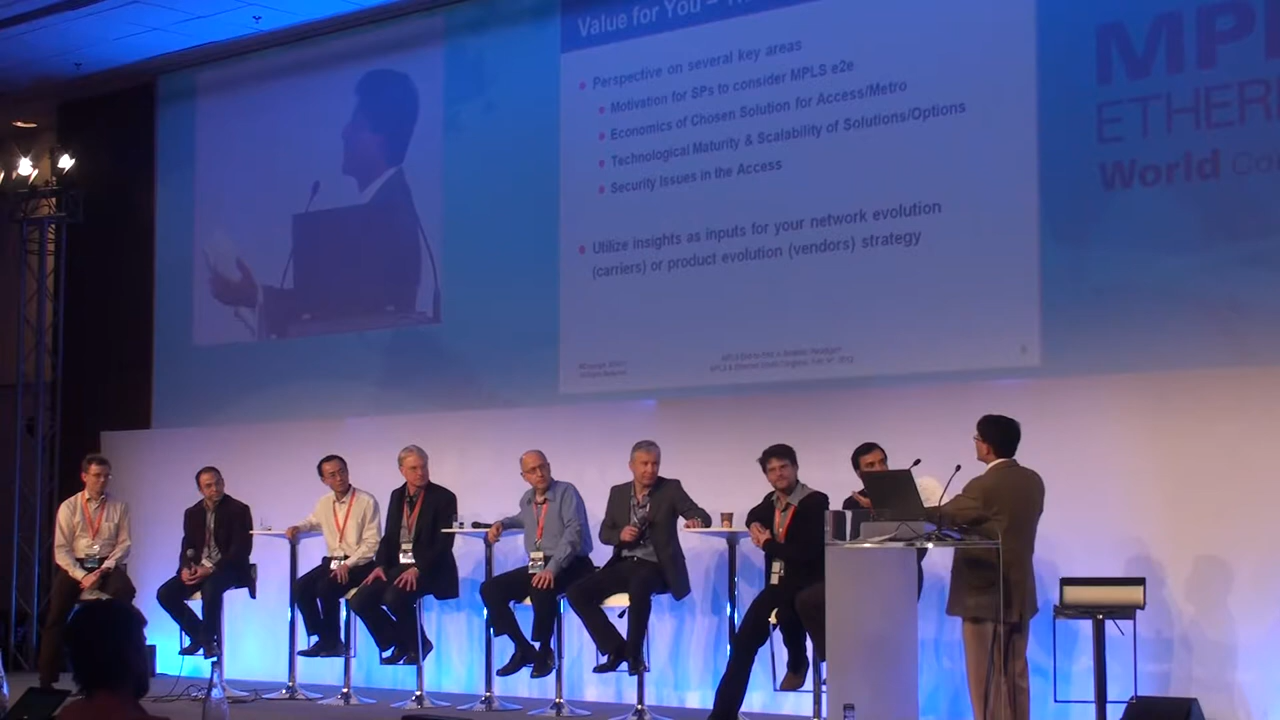 Value for You –
Perspective on several key areas
Motivation for SPs to consider MPLS e2e
Economics of Chosen Solution for Access/Metro
Technological Maturity & Scalability of Solutions/Options
Security Issues in the Access
Utilize insights as inputs for your network evolution
(carriers) or product evolution (vendors) strategy
MPL
ETHER
World